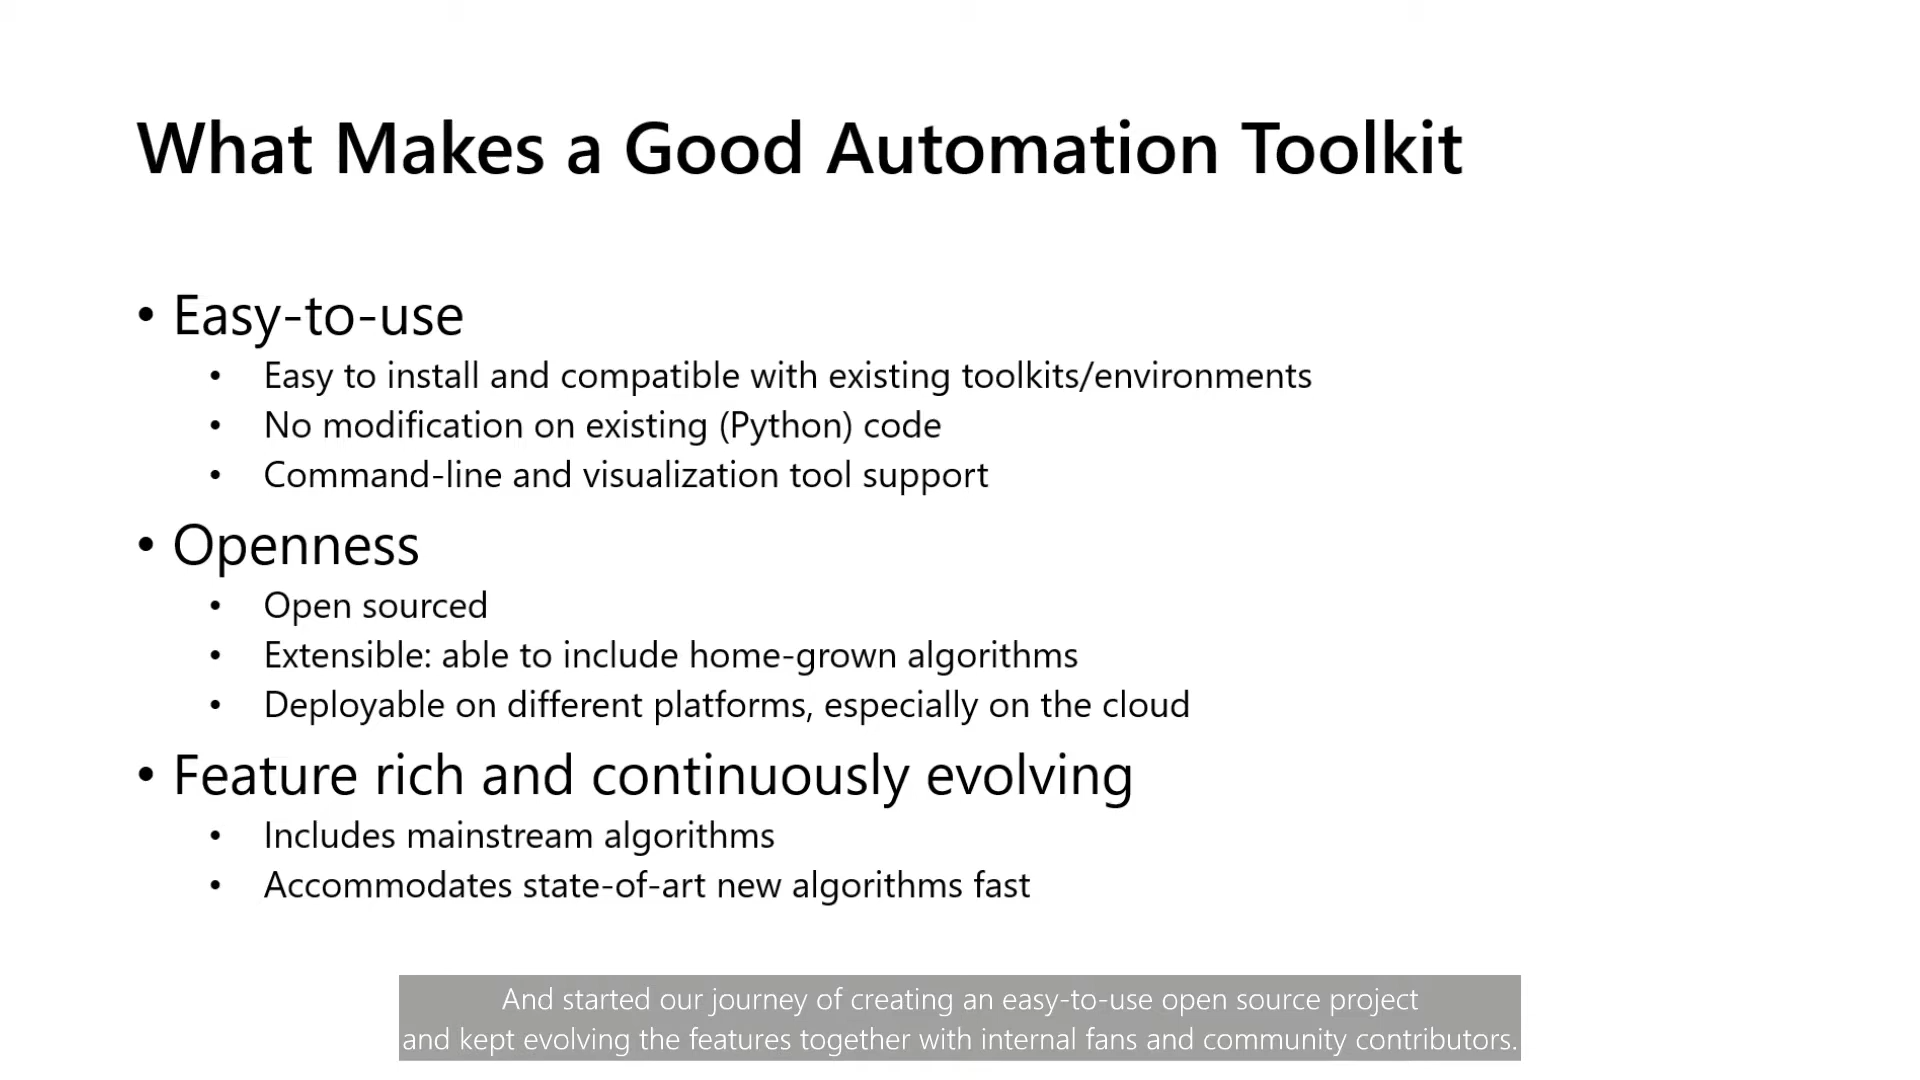 What Makes a Good Automation Toolkit
• Easy-to-use
• Easy to install and compatible with existing toolkits/environments
• No modification on existing (Python) code
• Command-line and visualization tool support
• Openness
• Open sourced
• Extensible: able to include home-grown algorithms
• Deployable on different platforms, especially on the cloud
• Feature rich and continuously evolving
• Includes mainstream algorithms
• Accommodates state-of-art new algorithms fast
And started our journey of creating an easy-to-use open source project
and kept evolving the features together with internal fans and community contributors.